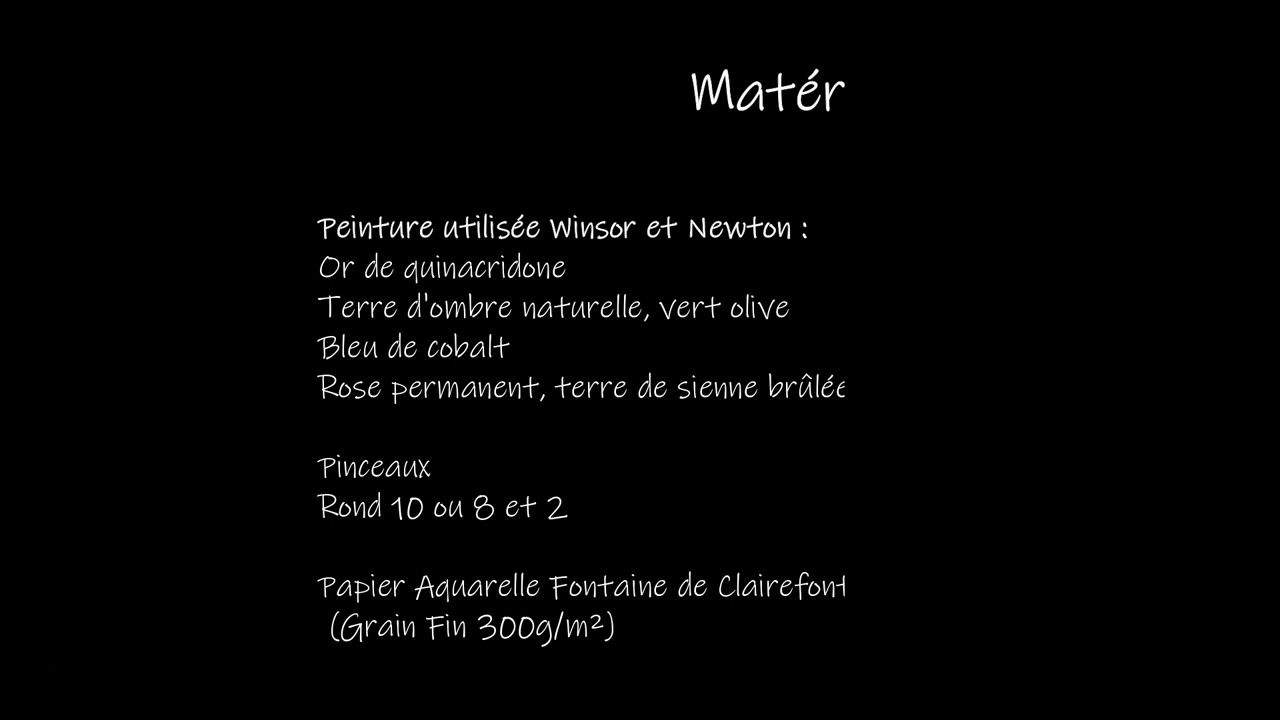 Matér
Peinture utilisée Winsor et Newton :
Or de quinacridone
Terre d'ombre naturelle, vert olive
Bleu de cobalt
Rose permanent, terre de sienne brûlée
Pinceaux
Rond 10 ou 8 et 2
Papier Aquarelle Fontaine de Clairefont
(Grain Fin 300g/m²)